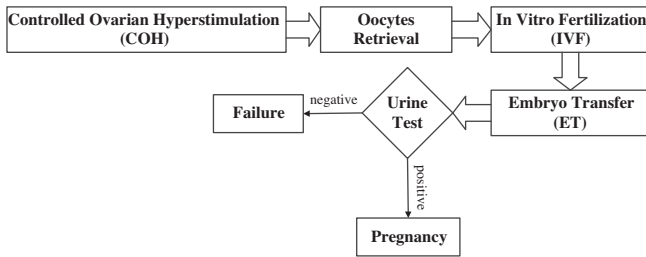 Controlled Ovarian Hyperstimulation
(COH)
Oocytes
Retrieval
In Vitro Fertilization
(IVF)
Embryo Transfer
(ET)
Urine
Test
negative
Failure
positive
Pregnancy